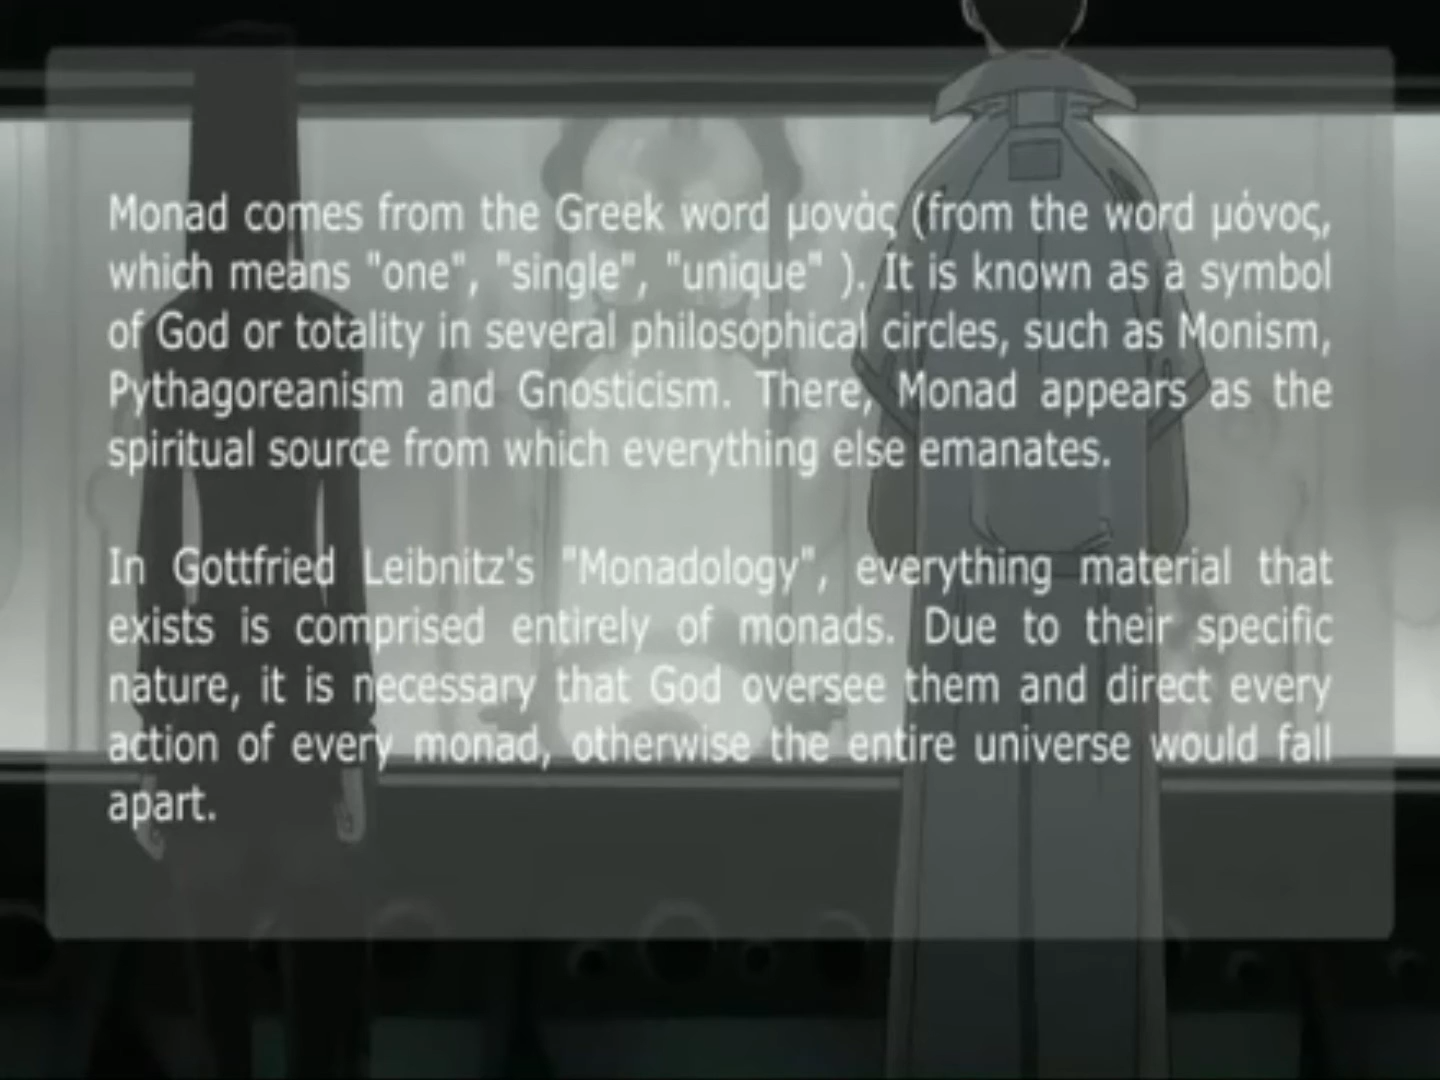 Monad comes from the Greek word μονὰς (from the word μόνος,
which means "one", "single", "unique" ). It is known as a symbol
of God or totality in several philosophical circles, such as Monism,
Pythagoreanism and Gnosticism. There, Monad appears as the
spiritual source from which everything else emanates.
In Gottfried Leibnitz's "Monadology", everything material that
exists is comprised entirely of monads. Due to their specific
nature, it is necessary that God oversee them and direct every
action of every monad, otherwise the entire universe would fall
apart.